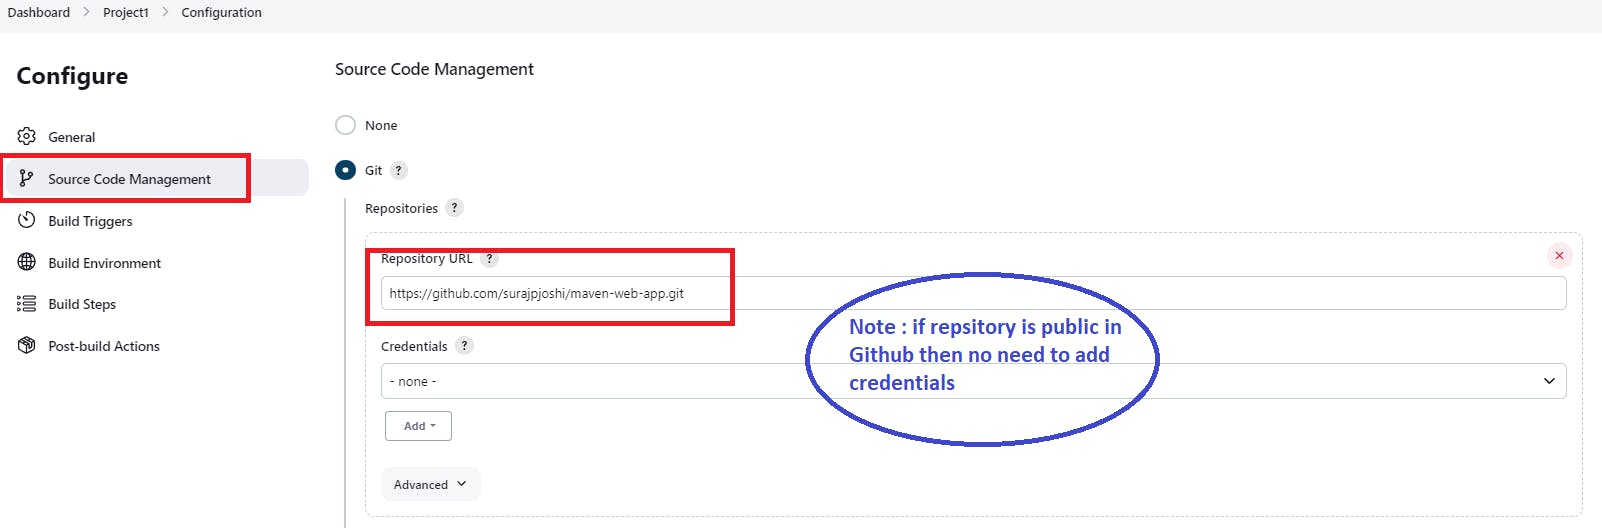 Dashboard > Project1 > Configuration
Configure
General
Source Code Management
Build Triggers
Build Environment
Build Steps
Post-build Actions
Source Code Management
None
Git ?
Repositories ?
Repository URL ?
https://github.com/surajpjoshi/maven-web-app.git
Credentials ?
- none -
Add
Advanced
Note : if repsitory is public in
Github then no need to add
credentials